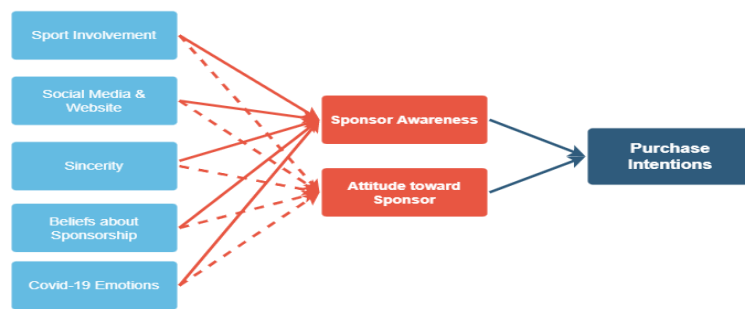 Sport Involvement
Social Media &
Website
Sincerity
Beliefs about
Sponsorship
Covid-19 Emotions
Sponsor Awareness
Attitude toward
Sponsor
Purchase
Intentions